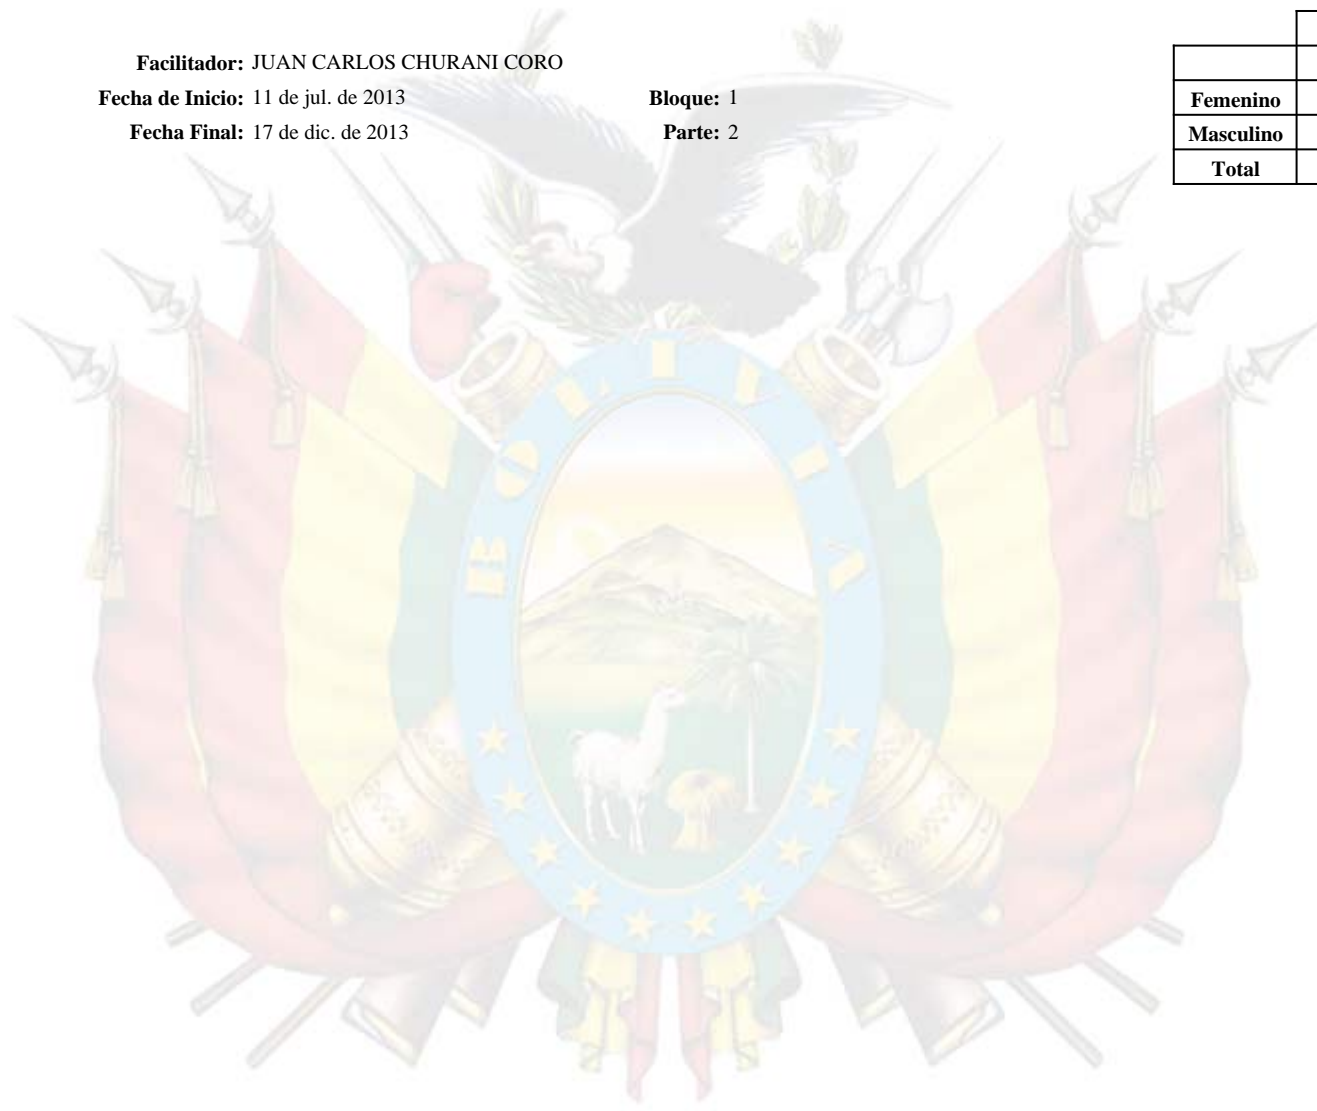 Facilitador: JUAN CARLOS CHURANI CORO
Fecha de Inicio: 11 de jul. de 2013 Bloque: 1
Fecha Final: 17 de dic. de 2013 Parte: 2
Femenino
Masculino
Total
BOLIVIA